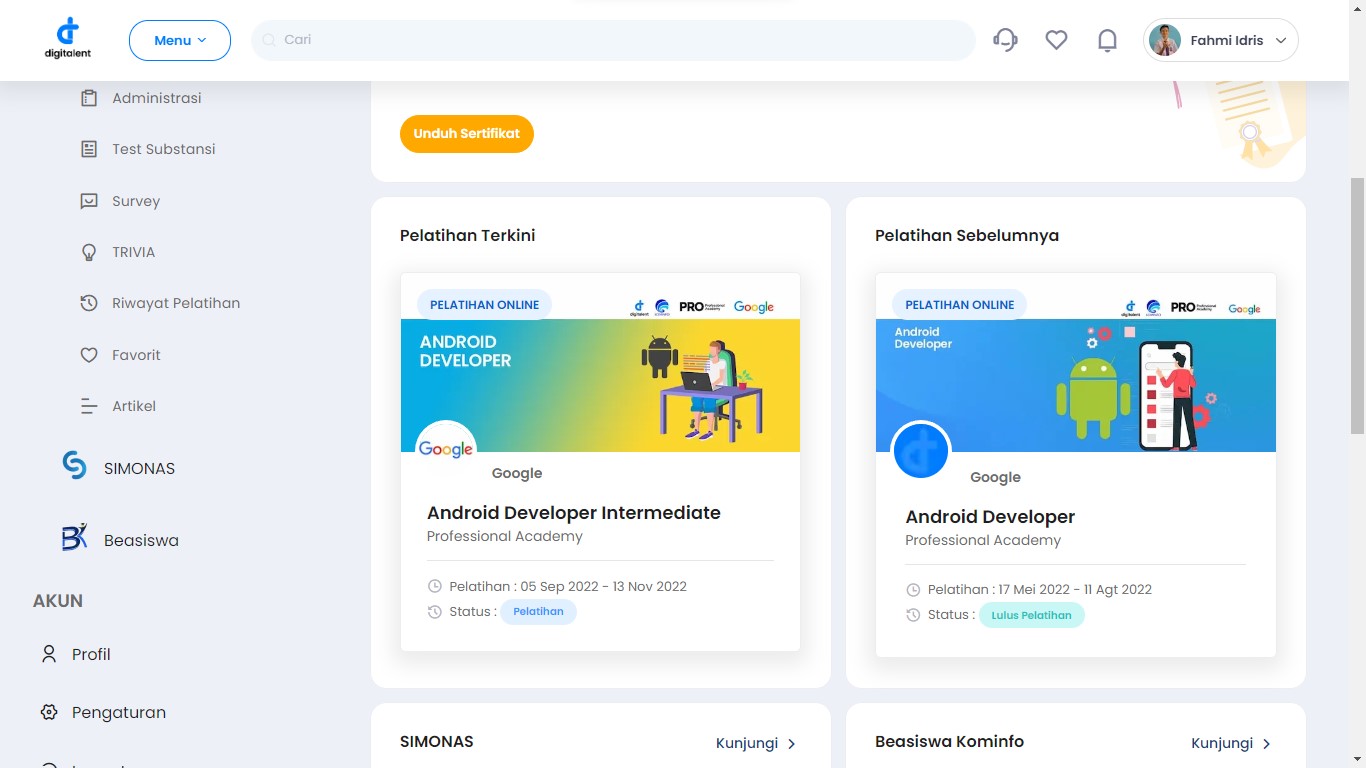 digitalent
Menu
Cari
Fahmi Idris
Administrasi
Test Substansi
Survey
TRIVIA
Riwayat Pelatihan
Favorit
Artikel
SIMONAS
Beasiswa
AKUN
Profil
Pengaturan
Unduh Sertifikat
Pelatihan Terkini
PELATIHAN ONLINE
digitalent
PRO
Professional
Academy
Google
ANDROID
DEVELOPER
Google
Google
Android Developer Intermediate
Professional Academy
Pelatihan : 05 Sep 2022 - 13 Nov 2022
Status : Pelatihan
Pelatihan Sebelumnya
PELATIHAN ONLINE
digitalent
PRO
Professional
Academy
Google
Android
Developer
Google
Android Developer
Professional Academy
Pelatihan : 17 Mei 2022 - 11 Agt 2022
Status : Lulus Pelatihan
SIMONAS
Kunjungi
Beasiswa Kominfo
Kunjungi